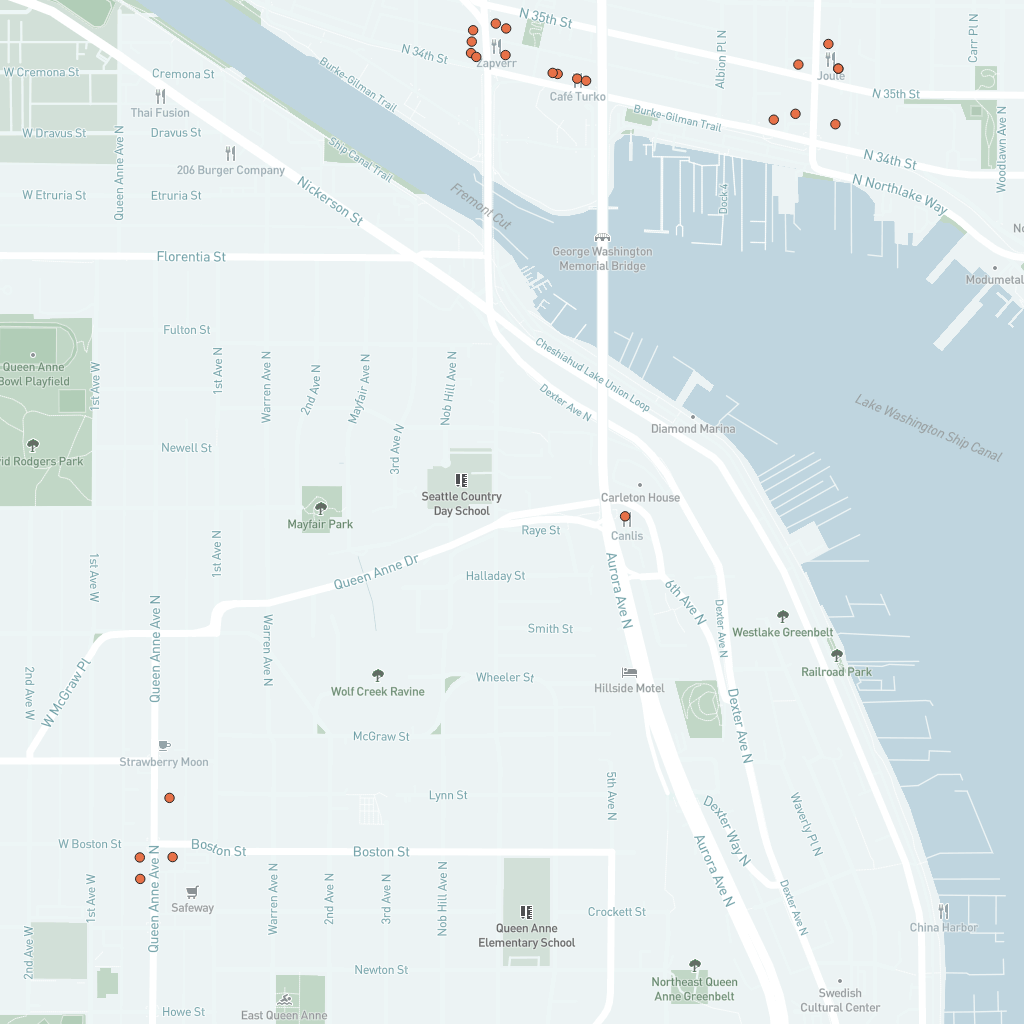 N 35th St
N 34th St
Zapverr
Albion Pl N
Carr Pl N
W Cremona St
Cremona St
Burke-Gilman Trail
Joule
Thai Fusion
Café Turko
N 35th St
W Dravus St
Dravus St
Burke-Gilman Trail
206 Burger Company
Ship Canal Trail
N 34th St
Woodlawn Ave N
Queen Anne Ave N
W Etruria St
Etruria St
Nickerson St
Fremont Cut
Dock 4
N Northlake Way
Florentia St
George Washington
Memorial Bridge
Modumetal
Fulton St
Queen Anne
Bowl Playfield
1st Ave W
1st Ave N
Warren Ave N
2nd Ave N
Mayfair Ave N
Nob Hill Ave N
Cheshiahud Lake Union Loop
Dexter Ave N
Lake Washington Ship Canal
Diamond Marina
3rd Ave N
Newell St
vid Rodgers Park
Seattle Country
Day School
Carleton House
Mayfair Park
Raye St
Canlis
1st Ave W
1st Ave N
Queen Anne Dr
Halladay St
Aurora Ave N
6th Ave N
Dexter Ave N
Westlake Greenbelt
Queen Anne Ave N
Warren Ave N
Smith St
Railroad Park
2nd Ave W
W McGraw Pl
Wolf Creek Ravine
Wheeler St
Hillside Motel
Dexter Ave N
McGraw St
Strawberry Moon
5th Ave N
Lynn St
Dexter Way N
Waverly Pl N
W Boston St
Boston St
Boston St
Aurora Ave N
1st Ave W
Queen Anne Ave N
Safeway
Warren Ave N
2nd Ave N
3rd Ave N
Nob Hill Ave N
Crockett St
Dexter Ave N
China Harbor
Queen Anne
Elementary School
2nd Ave W
Newton St
Northeast Queen
Anne Greenbelt
Swedish
Cultural Center
Howe St
East Queen Anne